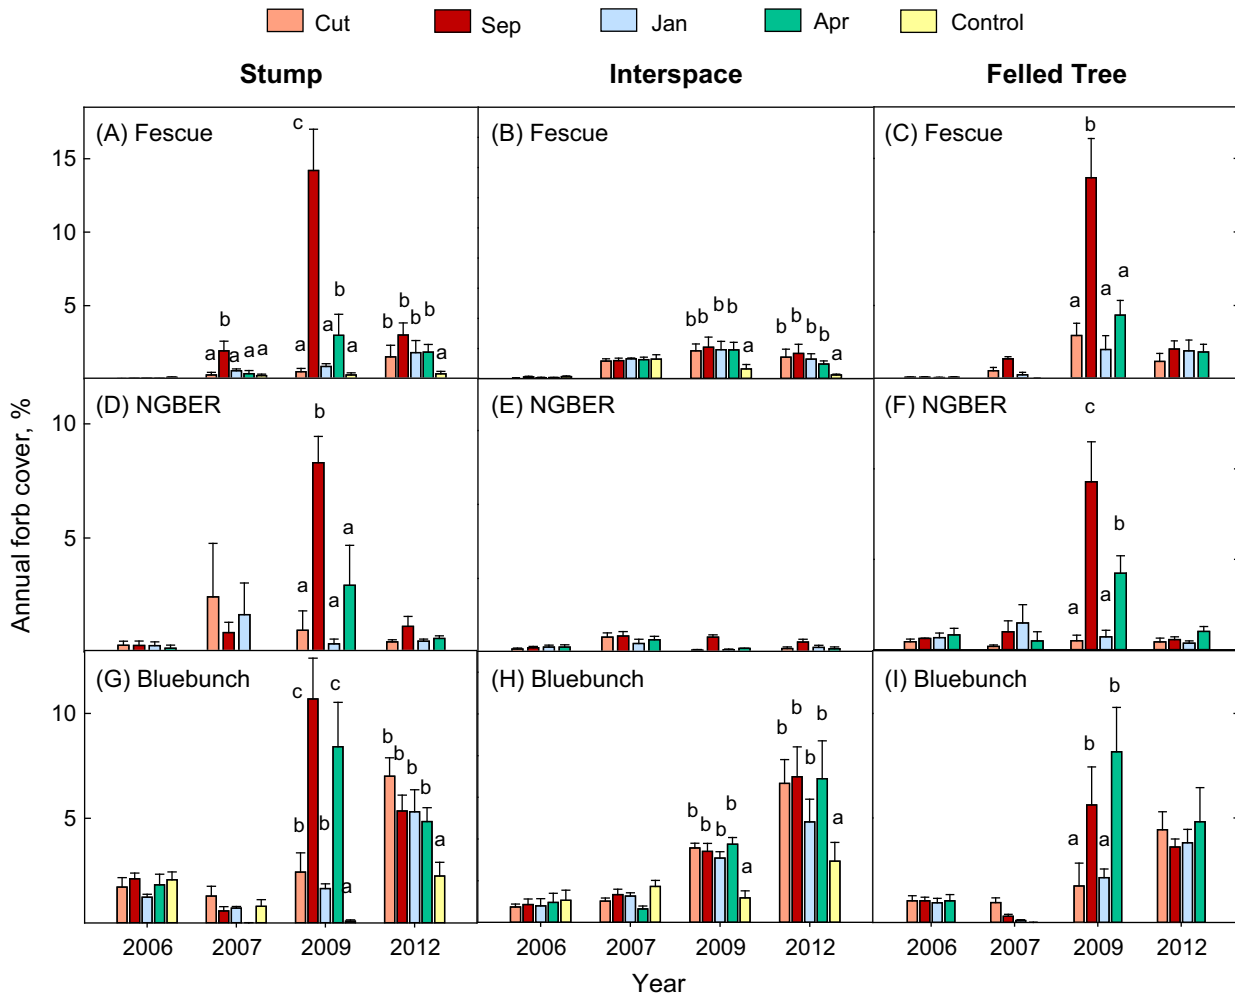 Cut Sep Jan Apr Control
Stump Interspace Felled Tree
(A) Fescue (B) Fescue (C) Fescue
15
10
5
a b a a a a c a b a b b b b a
b b b b a b b b b a
a b a a
(D) NGBER (E) NGBER (F) NGBER
10
5
a b a a
a c a b
(G) Bluebunch (H) Bluebunch (I) Bluebunch
10
5
b c b c a b b b b a
b b b b a b b b b a
a b a b
2006 2007 2009 2012 2006 2007 2009 2012 2006 2007 2009 2012
Year
Annual forb cover, %